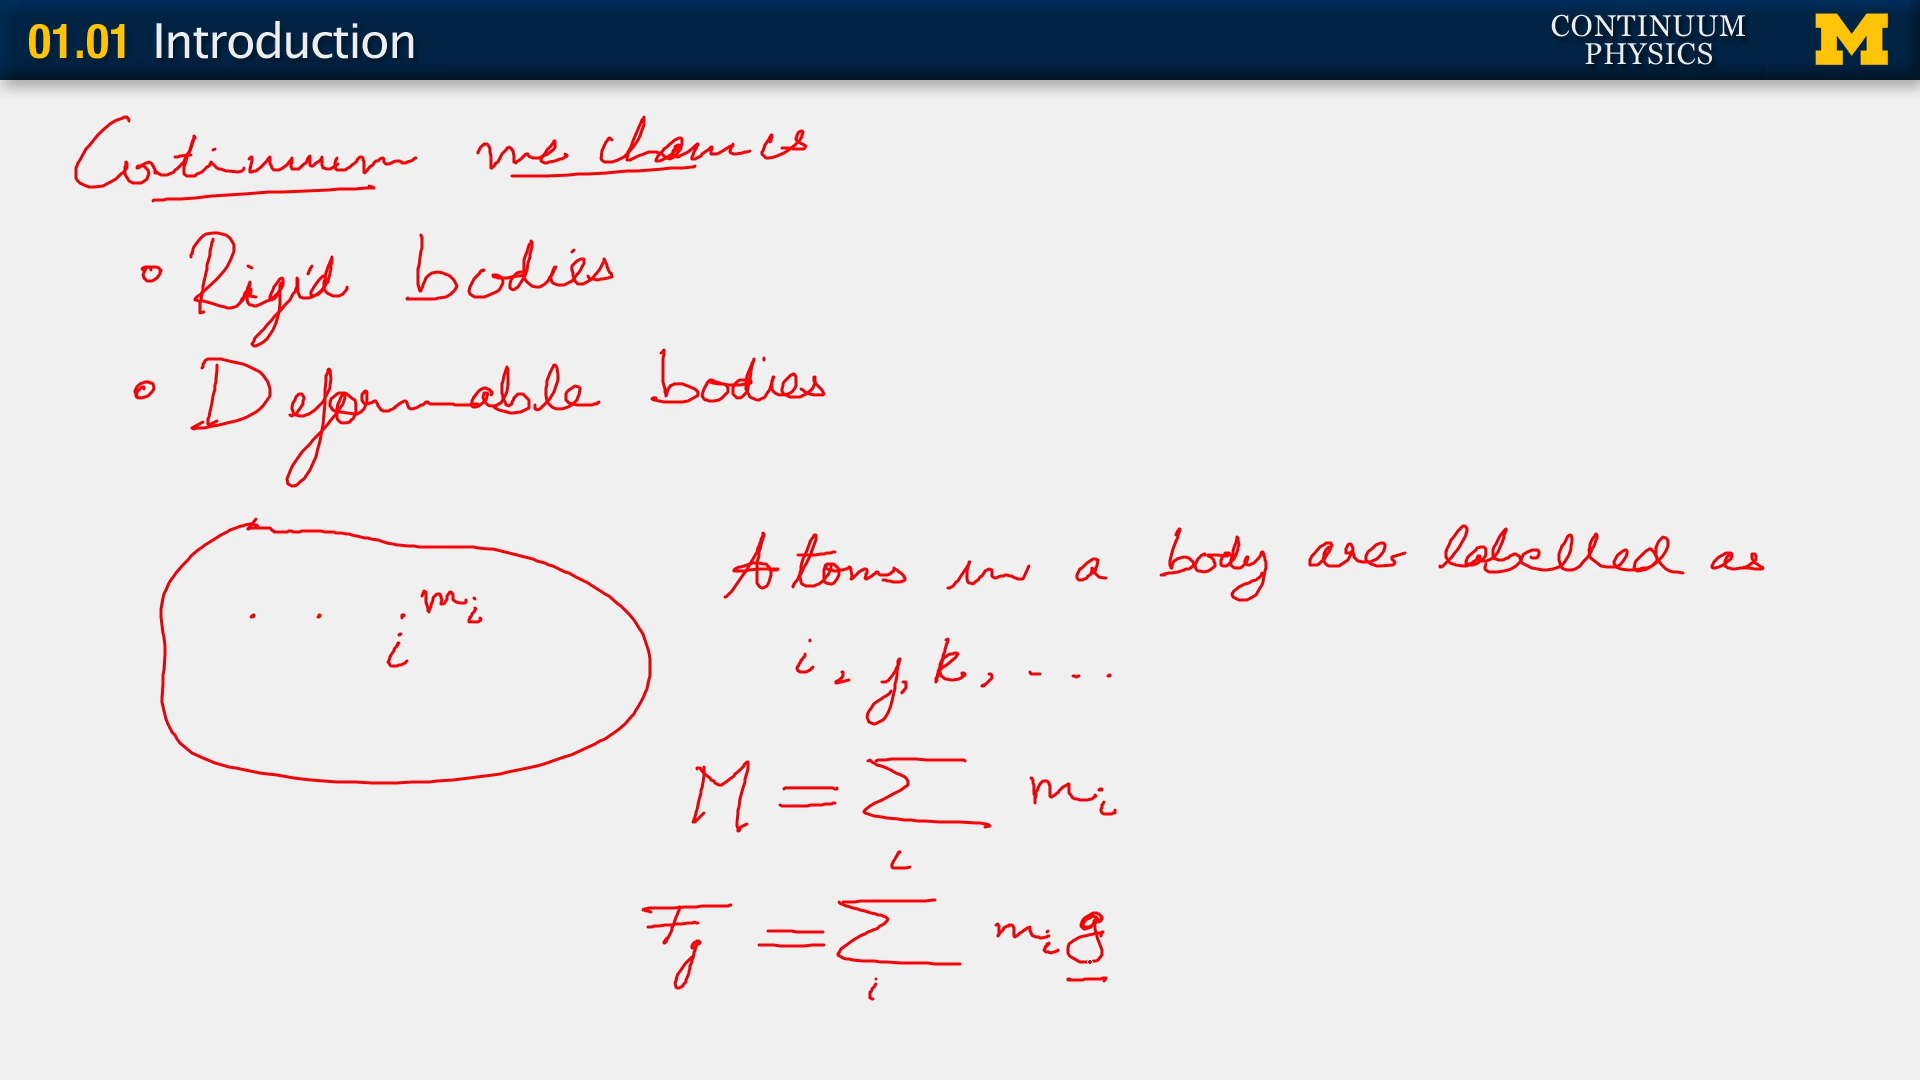 01.01 Introduction
CONTINUUM
PHYSICS
M
Continuum mechanics
• Rigid bodies
• Deformable bodies
. . . mᵢ
i
Atoms in a body are labelled as
i, j, k, ...
M = ∑ mᵢ
i
F_g = ∑ mᵢ g
i